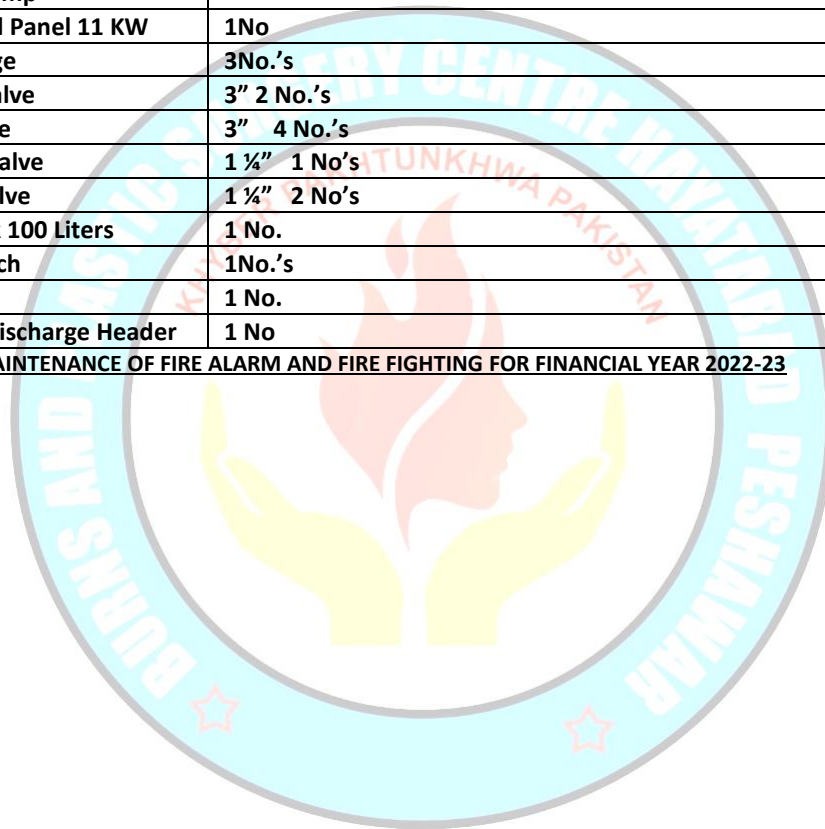 l Panel 11 KW 1No
ge 3No.'s
alve 3" 2 No.'s
e 3" 4 No.'s
alve 1 ¼" 1 No's
lve 1 ¼" 2 No's
100 Liters 1 No.
ch 1No.'s
1 No.
ischarge Header 1 No
AINTENANCE OF FIRE ALARM AND FIRE FIGHTING FOR FINANCIAL YEAR 2022-23
BURNS AND PLASTIC SURGERY CENTRE HAYATABAD PESHAWAR
KHYBER PAKHTUNKHWA PAKISTAN